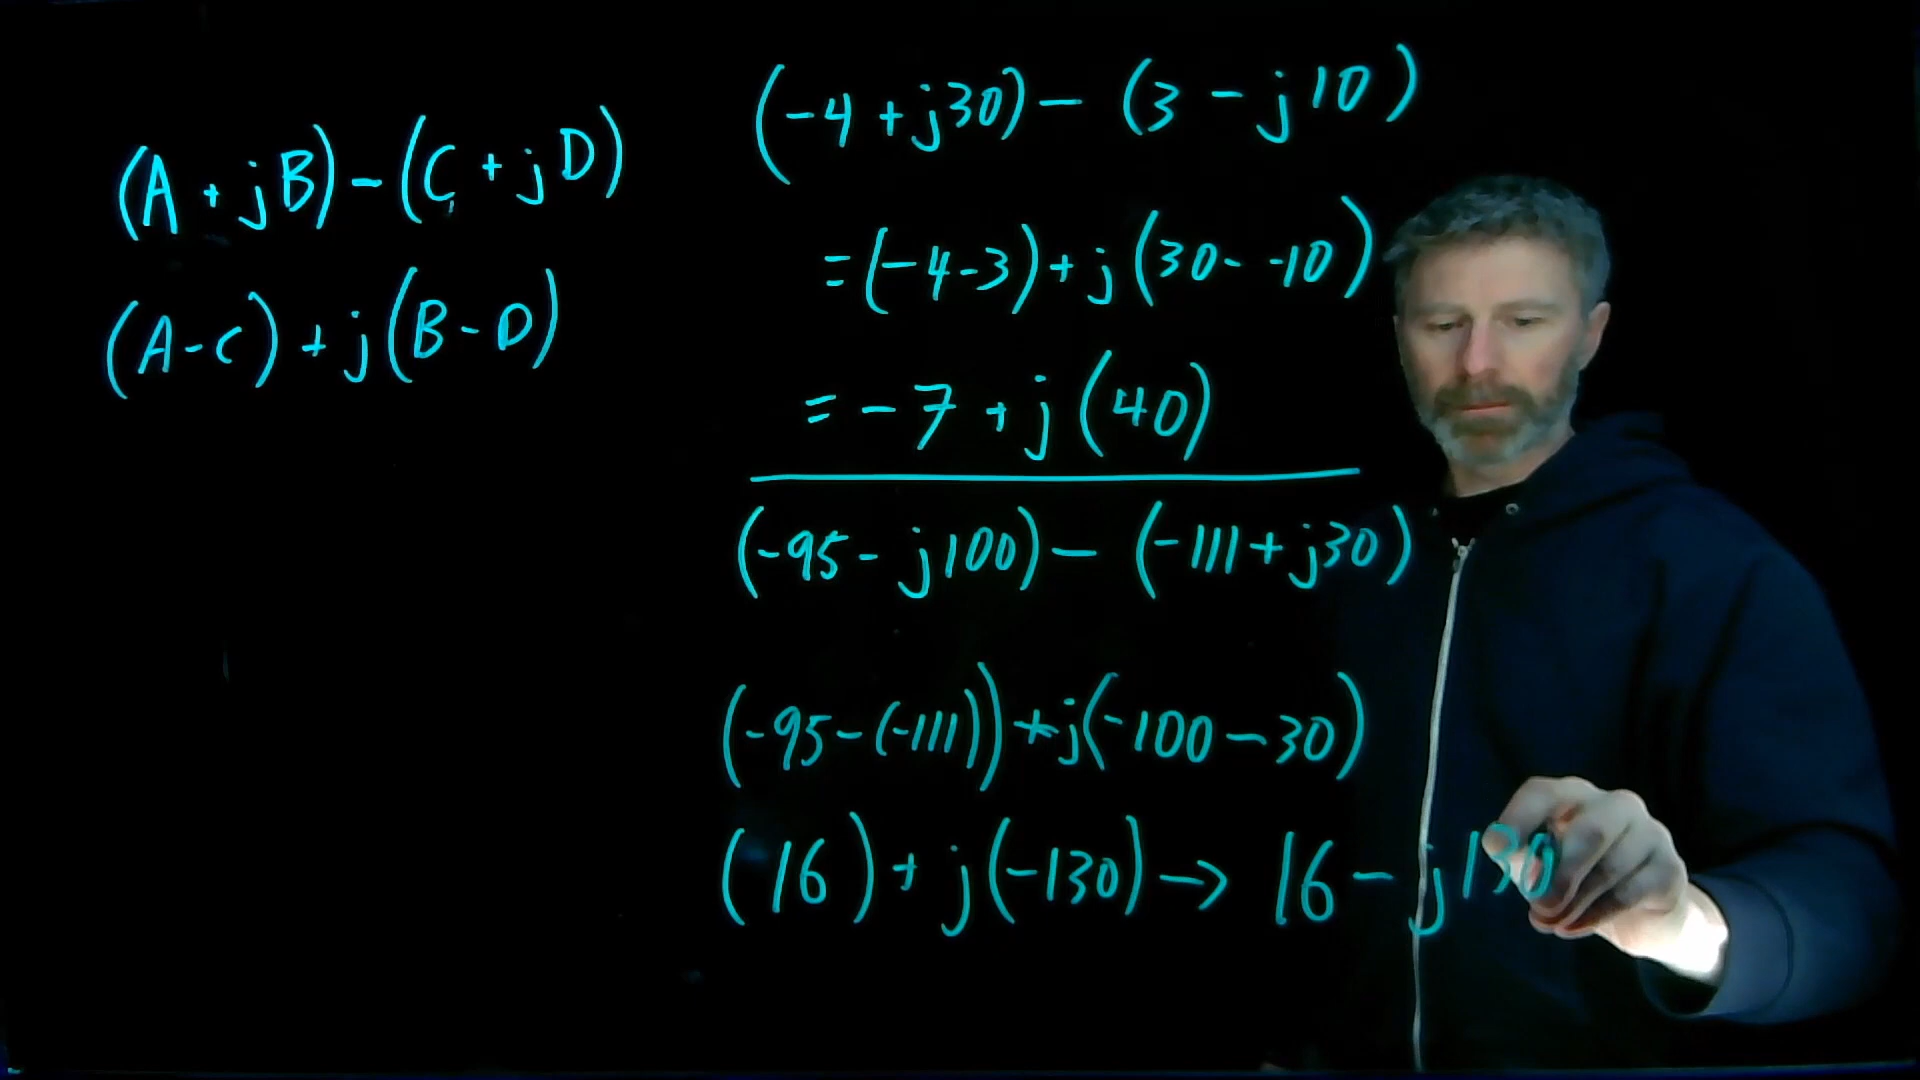 (A + jB) - (C + jD)
(A-C) + j(B-D)
(-4 + j30) - (3 - j10)
= (-4-3) + j(30- -10)
= -7 + j(40)
(-95 - j100) - (-111 + j30)
(-95-(-111)) + j(-100-30)
(16) + j(-130) → 16 - j130